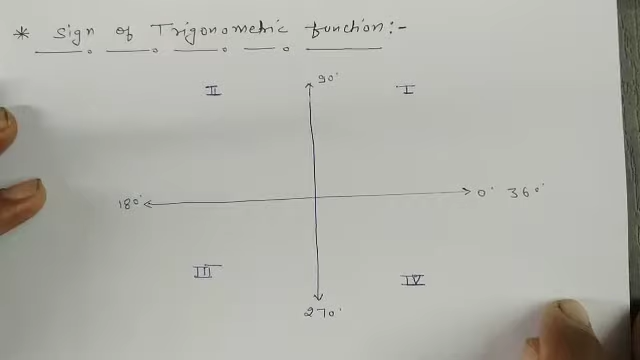 * Sign of Trigonometric function:-
90°
II
I
180°
0° 360°
III
IV
270°